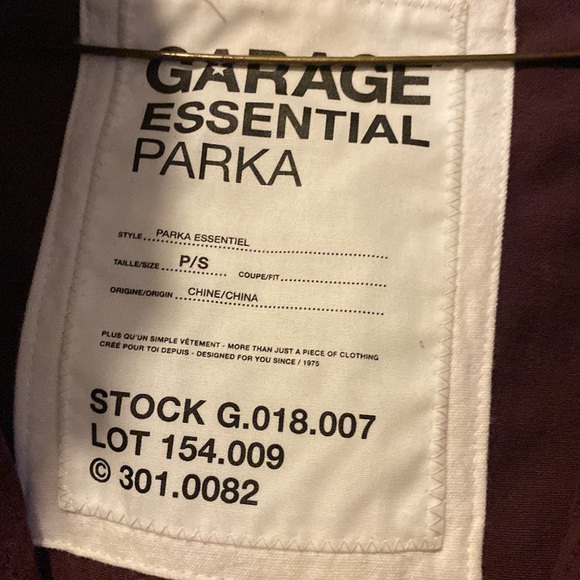 GARAGE
ESSENTIAL
PARKA
STYLE PARKA ESSENTIEL
TAILLE/SIZE P/S COUPE/FIT
ORIGINE/ORIGIN CHINE/CHINA
PLUS QU'UN SIMPLE VÊTEMENT - MORE THAN JUST A PIECE OF CLOTHING
CRÉÉ POUR TOI DEPUIS - DESIGNED FOR YOU SINCE / 1975
STOCK G.018.007
LOT 154.009
© 301.0082